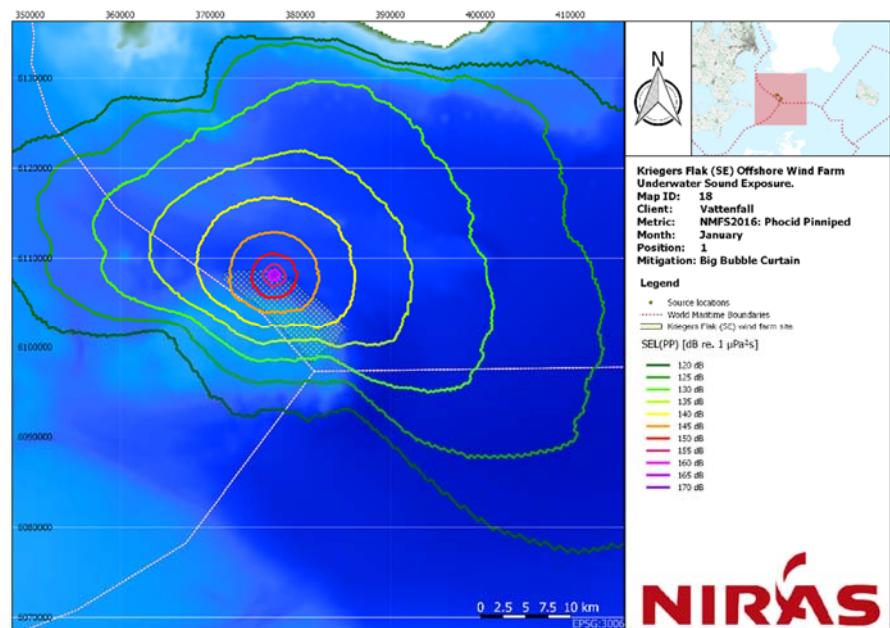 350000 360000 370000 380000 390000 400000 410000
6130000
6120000
6110000
6100000
6090000
6080000
6070000
0 2.5 5 7.5 10 km
EPSG:3006
N
Kriegers Flak (SE) Offshore Wind Farm
Underwater Sound Exposure.
Map ID: 18
Client: Vattenfall
Metric: NMFS2016: Phocid Pinniped
Month: January
Position: 1
Mitigation: Big Bubble Curtain
Legend
Source locations
World Maritime Boundaries
Kriegers Flak (SE) wind farm site
SEL(PP) [dB re. 1 µPa²s]
120 dB
125 dB
130 dB
135 dB
140 dB
145 dB
150 dB
155 dB
160 dB
165 dB
170 dB
NIRAS